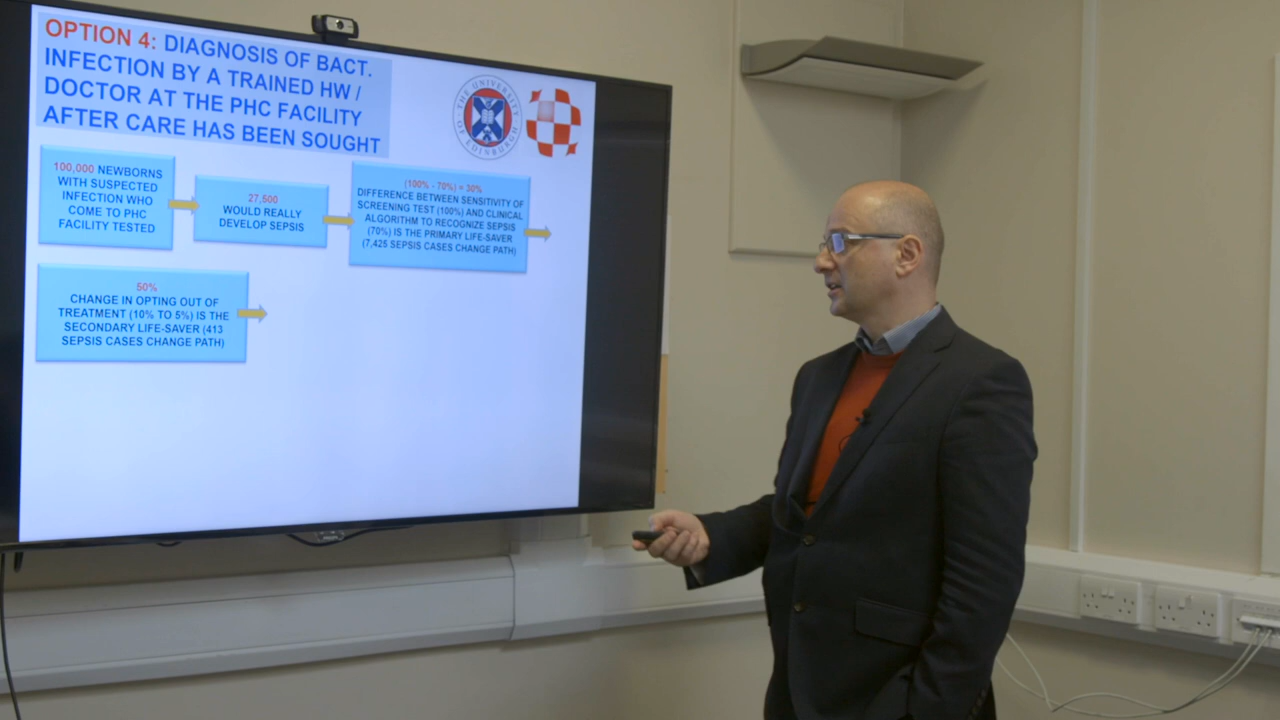 OPTION 4: DIAGNOSIS OF BACT.
INFECTION BY A TRAINED HW /
DOCTOR AT THE PHC FACILITY
AFTER CARE HAS BEEN SOUGHT
THE UNIVERSITY
OF EDINBURGH
100,000 NEWBORNS
WITH SUSPECTED
INFECTION WHO
COME TO PHC
FACILITY TESTED
27,500
WOULD REALLY
DEVELOP SEPSIS
(100% - 70%) = 30%
DIFFERENCE BETWEEN SENSITIVITY OF
SCREENING TEST (100%) AND CLINICAL
ALGORITHM TO RECOGNIZE SEPSIS
(70%) IS THE PRIMARY LIFE-SAVER
(7,425 SEPSIS CASES CHANGE PATH)
50%
CHANGE IN OPTING OUT OF
TREATMENT (10% TO 5%) IS THE
SECONDARY LIFE-SAVER (413
SEPSIS CASES CHANGE PATH)